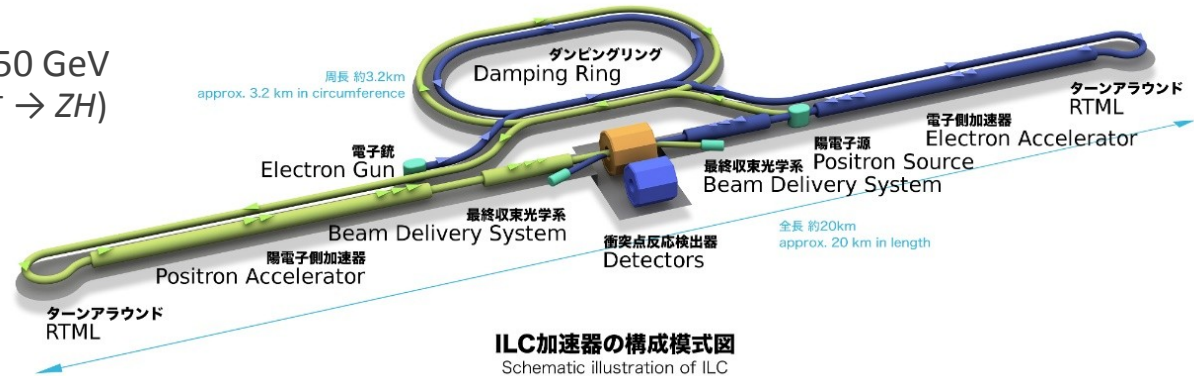 50 GeV
→ ZH)
ダンピングリング
Damping Ring
周長 約3.2km
approx. 3.2 km in circumference
ターンアラウンド
RTML
電子側加速器
Electron Accelerator
陽電子源
Positron Source
電子銃
Electron Gun
最終収束光学系
Beam Delivery System
最終収束光学系
Beam Delivery System
全長 約20km
approx. 20 km in length
衝突点反応検出器
Detectors
陽電子側加速器
Positron Accelerator
ターンアラウンド
RTML
ILC加速器の構成模式図
Schematic illustration of ILC